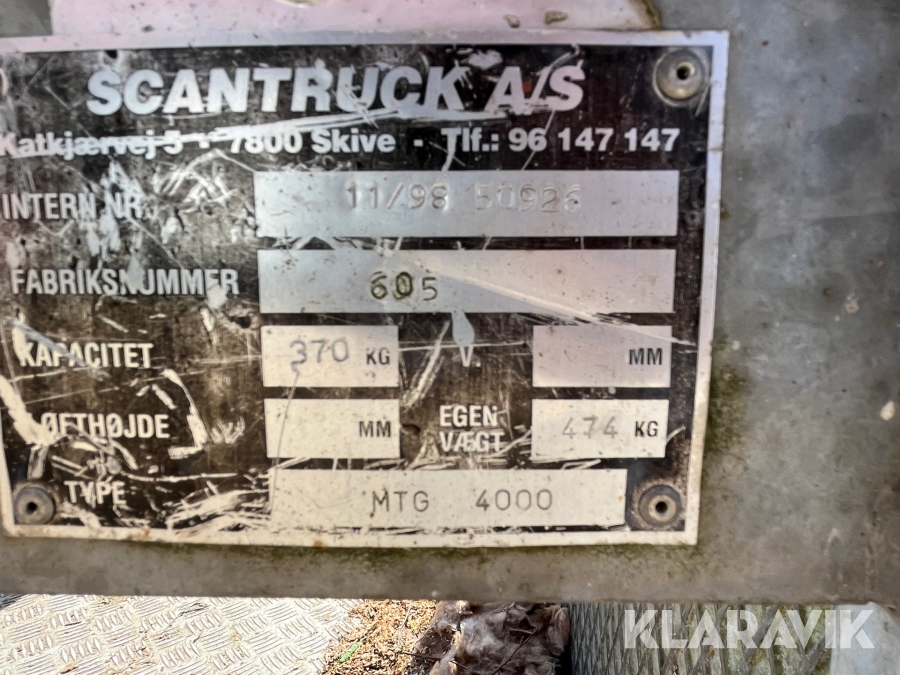 SCANTRUCK A/S
Katkjærvej 5 - 7800 Skive - Tlf.: 96 147 147
INTERN NR. 11/98 50926
FABRIKSNUMMER 605
KAPACITET 370 KG V. MM
LØFTHØJDE MM EGEN- VÆGT 474 KG
TYPE MTG 4000
KLARAVIK